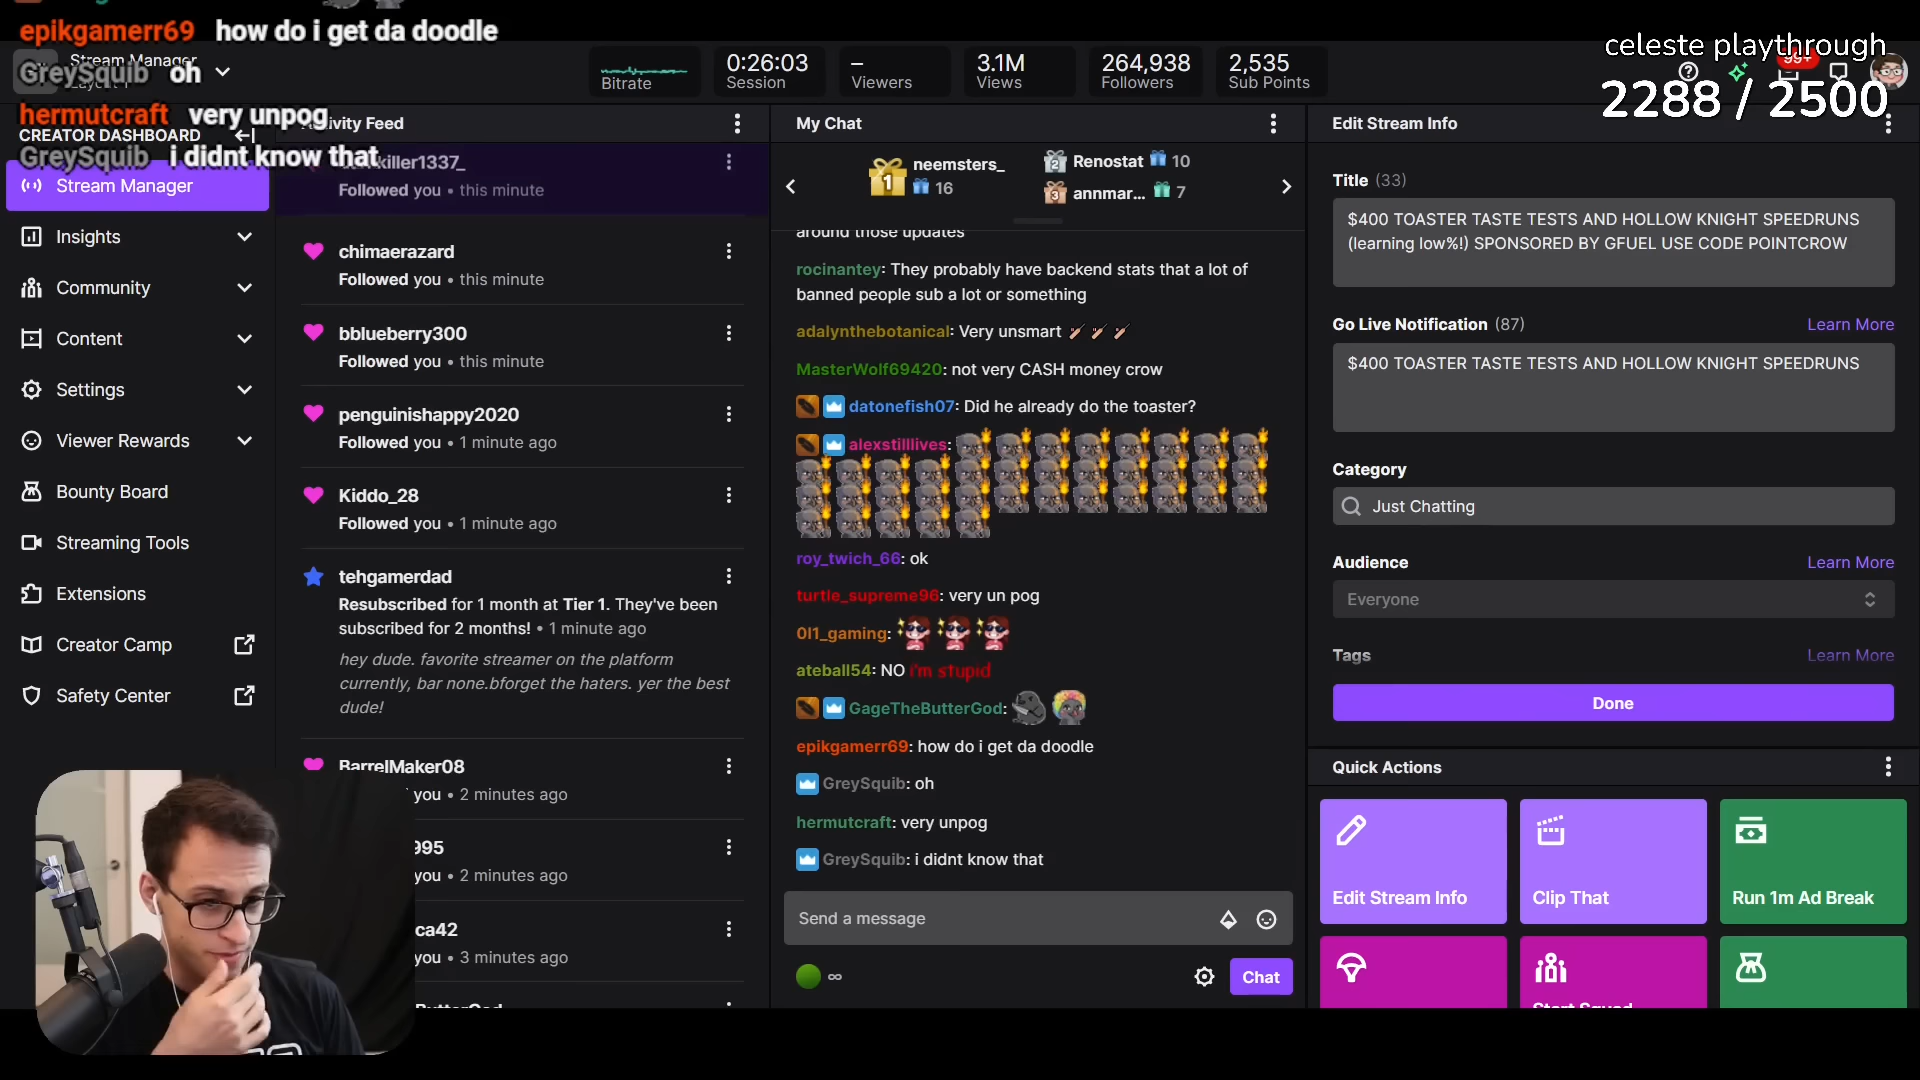 epikgamerr69 how do i get da doodle
GreySquib oh
hermutcraft very unpog
GreySquib i didnt know that
Stream Manager
0:26:03
Session
Bitrate
–
Viewers
3.1M
Views
264,938
Followers
2,535
Sub Points
celeste playthrough
2288 / 2500
99+
CREATOR DASHBOARD
Stream Manager
Insights
Community
Content
Settings
Viewer Rewards
Bounty Board
Streaming Tools
Extensions
Creator Camp
Safety Center
Activity Feed
killer1337_
Followed you • this minute
chimaerazard
Followed you • this minute
bblueberry300
Followed you • this minute
penguinishappy2020
Followed you • 1 minute ago
Kiddo_28
Followed you • 1 minute ago
tehgamerdad
Resubscribed for 1 month at Tier 1. They've been
subscribed for 2 months! • 1 minute ago
hey dude. favorite streamer on the platform
currently, bar none.bforget the haters. yer the best
dude!
BarrelMaker08
you • 2 minutes ago
995
you • 2 minutes ago
ca42
you • 3 minutes ago
My Chat
1
neemsters_
16
2
Renostat 10
3
annmar... 7
around those updates
rocinantey: They probably have backend stats that a lot of
banned people sub a lot or something
adalynthebotanical: Very unsmart
MasterWolf69420: not very CASH money crow
datonefish07: Did he already do the toaster?
alexstilllives:
roy_twich_66: ok
turtle_supreme96: very un pog
0l1_gaming:
ateball54: NO i'm stupid
GageTheButterGod:
epikgamerr69: how do i get da doodle
GreySquib: oh
hermutcraft: very unpog
GreySquib: i didnt know that
Send a message
∞
Chat
Edit Stream Info
Title (33)
$400 TOASTER TASTE TESTS AND HOLLOW KNIGHT SPEEDRUNS
(learning low%!) SPONSORED BY GFUEL USE CODE POINTCROW
Go Live Notification (87)
Learn More
$400 TOASTER TASTE TESTS AND HOLLOW KNIGHT SPEEDRUNS
Category
Just Chatting
Audience
Learn More
Everyone
Tags
Learn More
Done
Quick Actions
Edit Stream Info
Clip That
Run 1m Ad Break
Start Squad